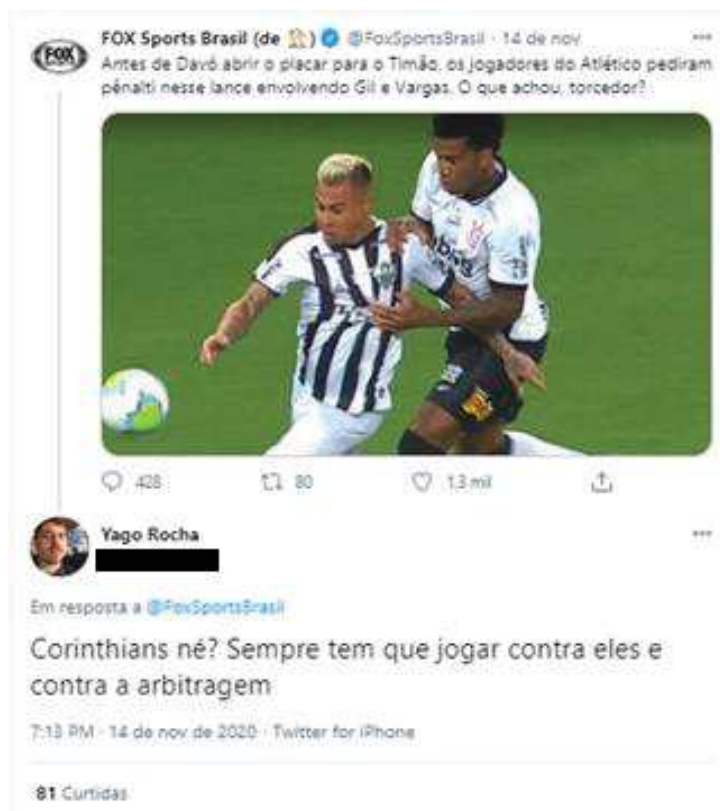 FOX Sports Brasil (de 🏠) @FoxSportsBrasil · 14 de nov
Antes de Davó abrir o placar para o Timão, os jogadores do Atlético pediram
pênalti nesse lance envolvendo Gil e Vargas. O que achou, torcedor?
FOX
428 80 1,3 mil
Yago Rocha
Em resposta a @FoxSportsBrasil
Corinthians né? Sempre tem que jogar contra eles e
contra a arbitragem
7:13 PM · 14 de nov de 2020 · Twitter for iPhone
81 Curtidas